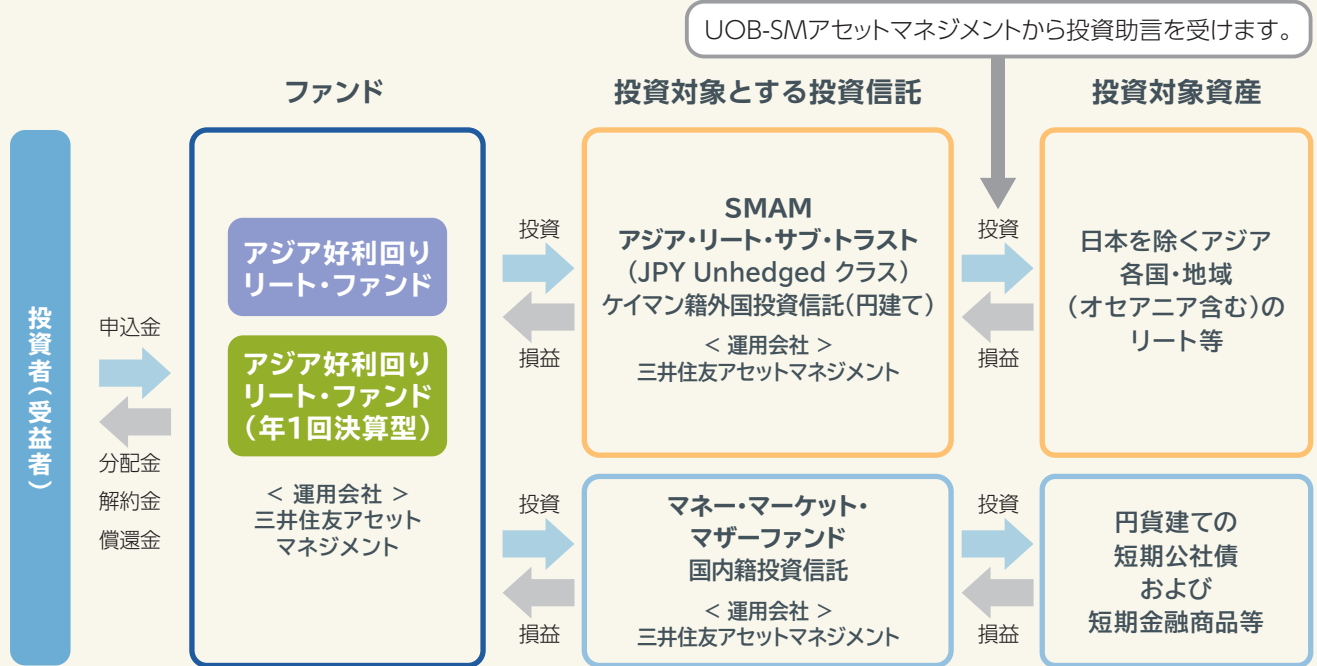 UOB-SMアセットマネジメントから投資助言を受けます。
ファンド
投資対象とする投資信託
投資対象資産
投資者(受益者)
申込金
分配金
解約金
償還金
アジア好利回り
リート・ファンド
アジア好利回り
リート・ファンド
(年1回決算型)
< 運用会社 >
三井住友アセット
マネジメント
投資
損益
SMAM
アジア・リート・サブ・トラスト
(JPY Unhedged クラス)
ケイマン籍外国投資信託(円建て)
< 運用会社 >
三井住友アセットマネジメント
投資
損益
日本を除くアジア
各国・地域
(オセアニア含む)の
リート等
投資
損益
マネー・マーケット・
マザーファンド
国内籍投資信託
< 運用会社 >
三井住友アセットマネジメント
投資
損益
円貨建ての
短期公社債
および
短期金融商品等